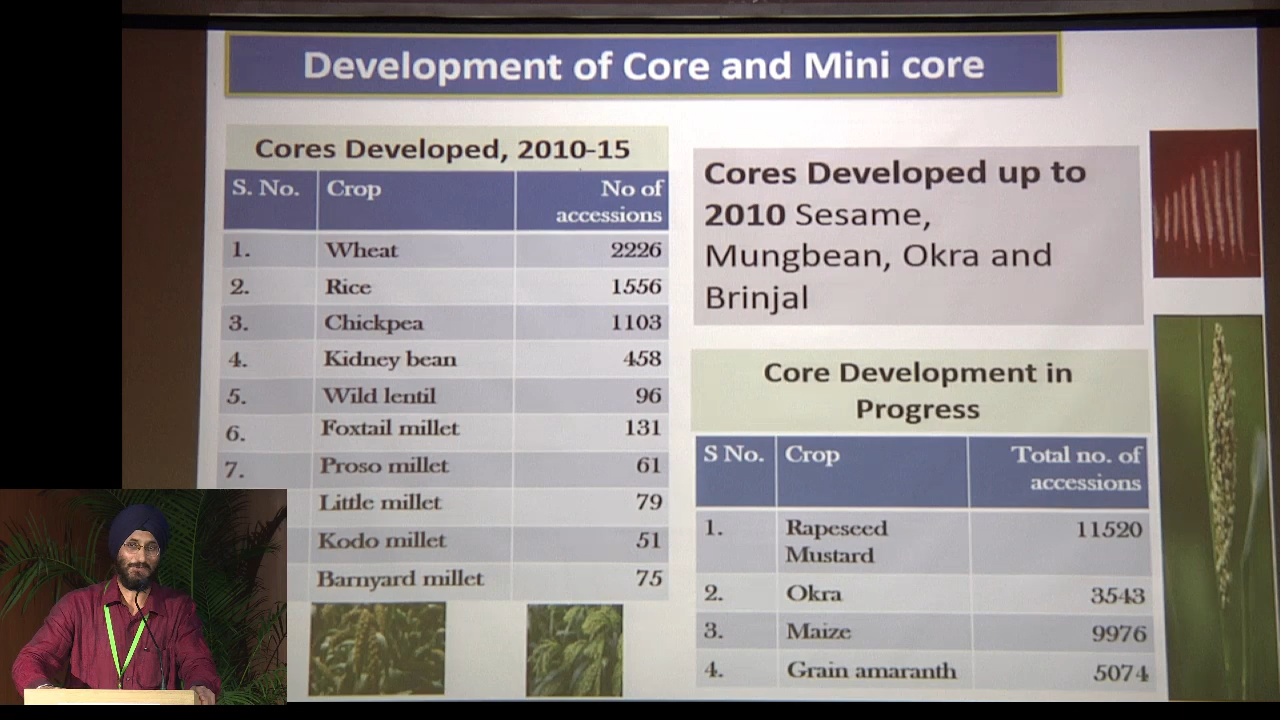 Development of Core and Mini core
Cores Developed, 2010-15
S. No. Crop No of
accessions
1. Wheat 2226
2. Rice 1556
3. Chickpea 1103
4. Kidney bean 458
5. Wild lentil 96
6. Foxtail millet 131
7. Proso millet 61
Little millet 79
Kodo millet 51
Barnyard millet 75
Cores Developed up to
2010 Sesame,
Mungbean, Okra and
Brinjal
Core Development in
Progress
S No. Crop Total no. of
accessions
1. Rapeseed 11520
Mustard
2. Okra 3543
3. Maize 9976
4. Grain amaranth 5074